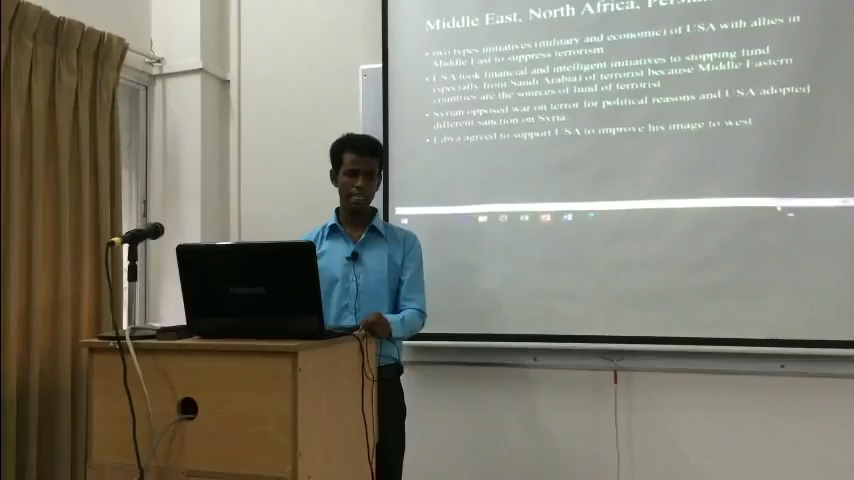 Middle East, North Africa, Persian
• Two types initiatives(military and economic) of USA with allies in
Middle East to suppress terrorism
• USA took financial and intelligent initiatives to stopping fund
especially from Saudi Arabia) of terrorist because Middle Eastern
countries are the sources of fund of terrorist
• Syrian opposed war on terror for political reasons and USA adopted
different sanction on Syria
• Libya agreed to support USA to improve his image to west
TOSHIBA